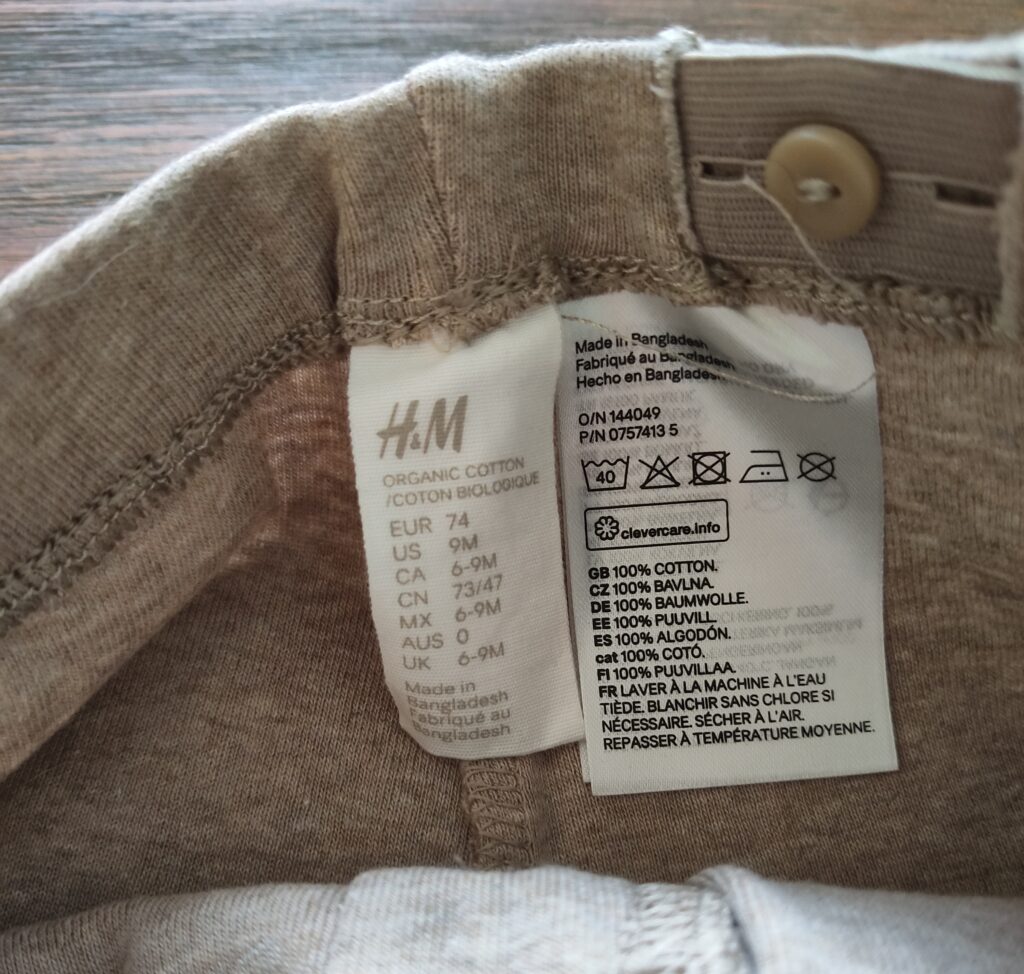 H&M
ORGANIC COTTON
/COTON BIOLOGIQUE
EUR 74
US 9M
CA 6-9M
CN 73/47
MX 6-9M
AUS 0
UK 6-9M
Made in
Bangladesh
Fabriqué au
Bangladesh
Made in Bangladesh
Fabriqué au Bangladesh
Hecho en Bangladesh
O/N 144049
P/N 0757413 5
40
clevercare.info
GB 100% COTTON.
CZ 100% BAVLNA.
DE 100% BAUMWOLLE.
EE 100% PUUVILL.
ES 100% ALGODÓN.
cat 100% COTÓ.
FI 100% PUUVILLAA.
FR LAVER À LA MACHINE À L'EAU
TIÈDE. BLANCHIR SANS CHLORE SI
NÉCESSAIRE. SÉCHER À L'AIR.
REPASSER À TEMPÉRATURE MOYENNE.